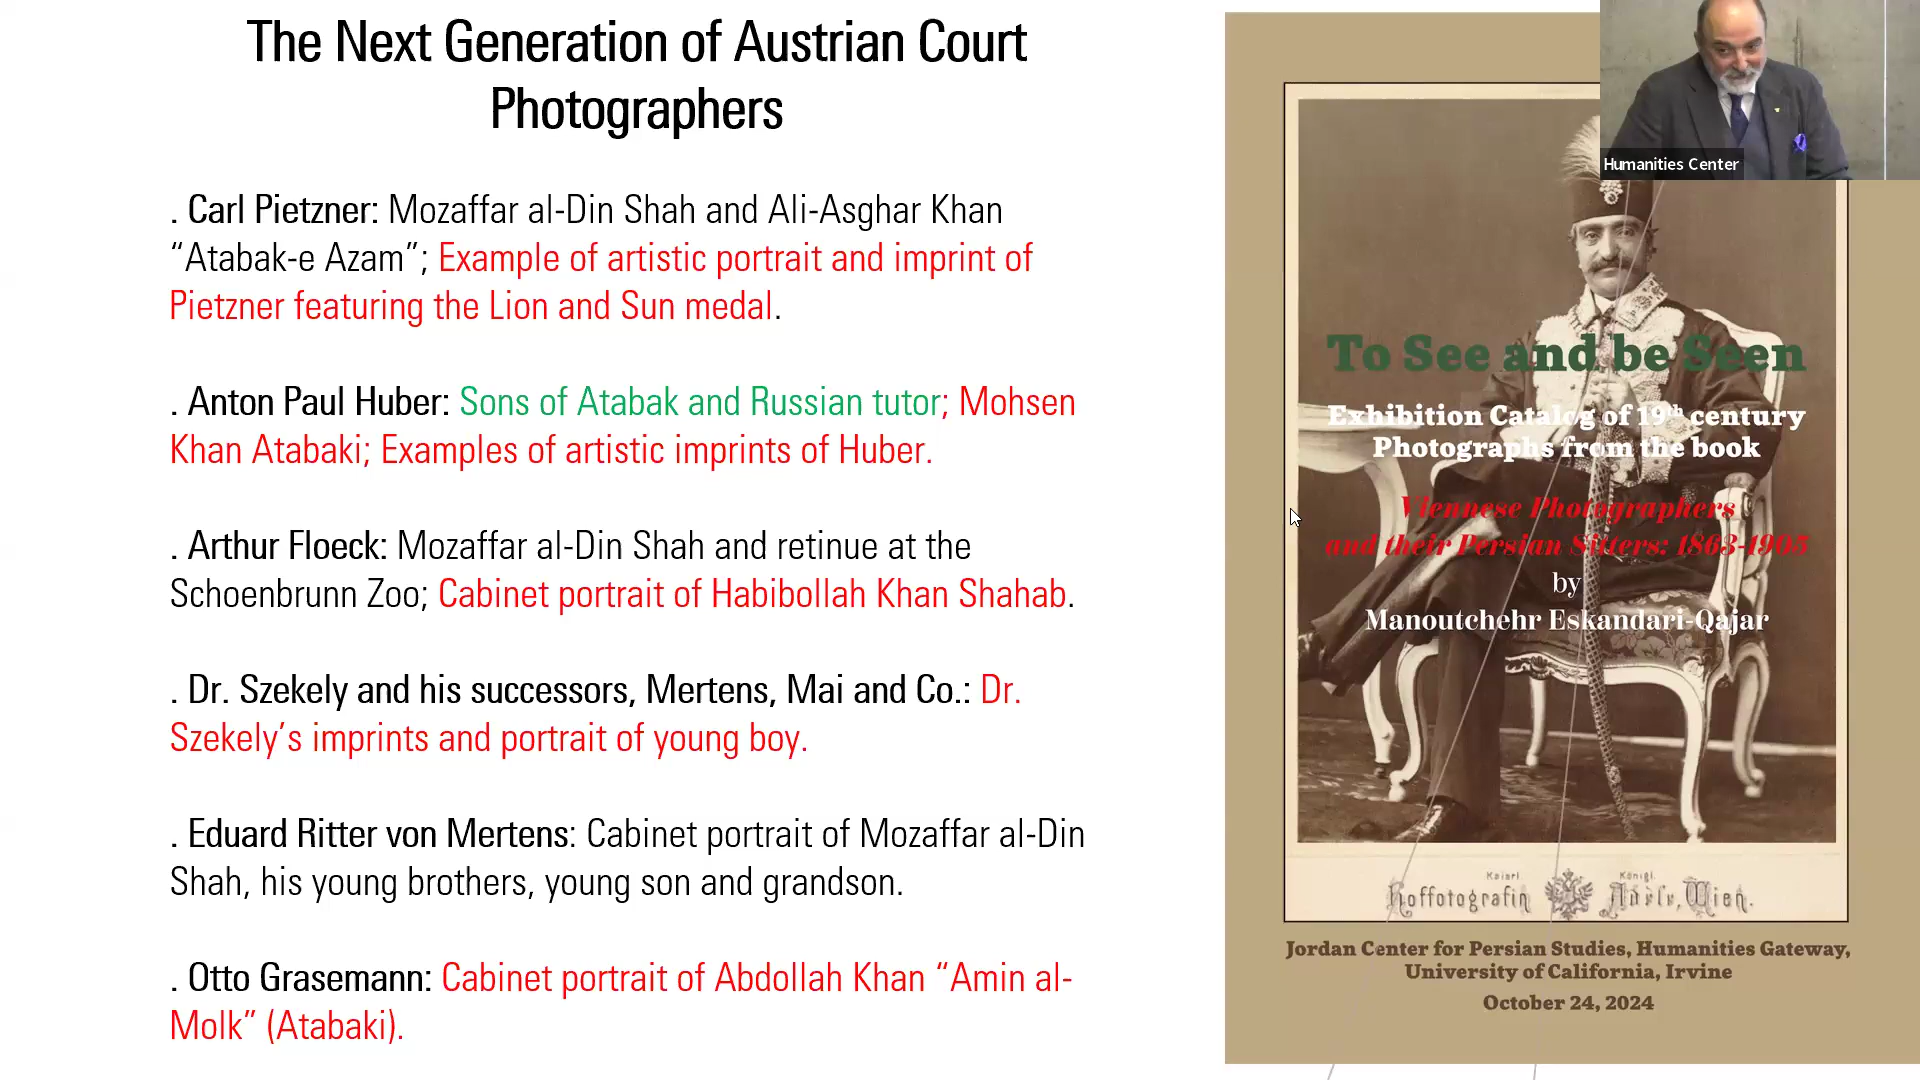 The Next Generation of Austrian Court
Photographers
. Carl Pietzner: Mozaffar al-Din Shah and Ali-Asghar Khan
“Atabak-e Azam”; Example of artistic portrait and imprint of
Pietzner featuring the Lion and Sun medal.
. Anton Paul Huber: Sons of Atabak and Russian tutor; Mohsen
Khan Atabaki; Examples of artistic imprints of Huber.
. Arthur Floeck: Mozaffar al-Din Shah and retinue at the
Schoenbrunn Zoo; Cabinet portrait of Habibollah Khan Shahab.
. Dr. Szekely and his successors, Mertens, Mai and Co.: Dr.
Szekely’s imprints and portrait of young boy.
. Eduard Ritter von Mertens: Cabinet portrait of Mozaffar al-Din
Shah, his young brothers, young son and grandson.
. Otto Grasemann: Cabinet portrait of Abdollah Khan “Amin al-
Molk” (Atabaki).
Humanities Center
To See and be Seen
Exhibition Catalog of 19th century
Photographs from the book
Viennese Photographers
and their Persian Sitters: 1863-1905
by
Manoutchehr Eskandari-Qajar
Kaiserl. Königl.
Hoffotografin Adèle, Wien.
Jordan Center for Persian Studies, Humanities Gateway,
University of California, Irvine
October 24, 2024